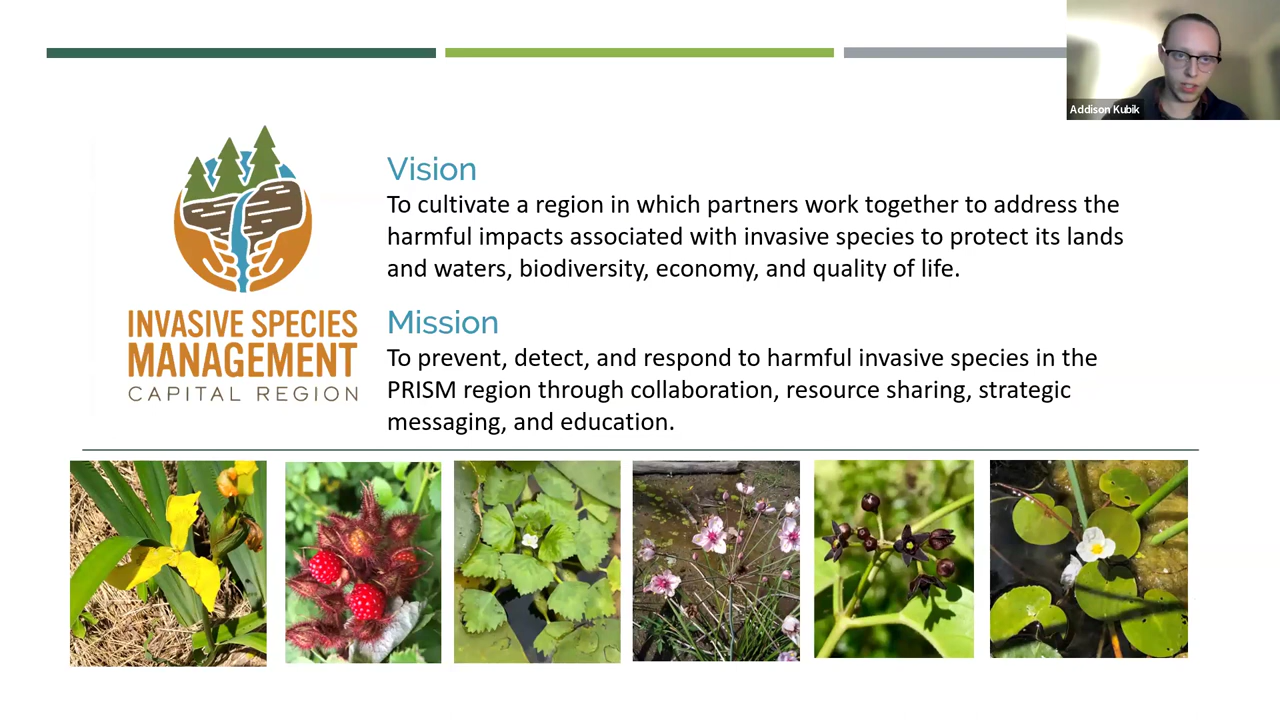 Addison Kubik
Vision
To cultivate a region in which partners work together to address the
harmful impacts associated with invasive species to protect its lands
and waters, biodiversity, economy, and quality of life.
INVASIVE SPECIES
MANAGEMENT
CAPITAL REGION
Mission
To prevent, detect, and respond to harmful invasive species in the
PRISM region through collaboration, resource sharing, strategic
messaging, and education.